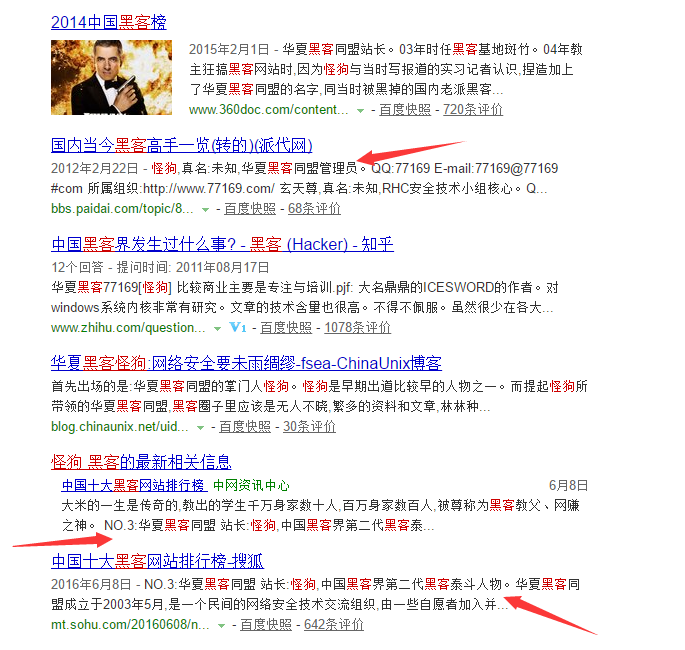 2014中国黑客榜
2015年2月1日 - 华夏黑客同盟站长。03年时任黑客基地斑竹。04年教
主狂搞黑客网站时,因为怪狗与当时写报道的实习记者认识,捏造加上
了华夏黑客同盟的名字,同当时被黑掉的国内老派黑客...
www.360doc.com/content... - 百度快照 - 720条评价
国内当今黑客高手一览(转的)(派代网)
2012年2月22日 - 怪狗,真名:未知,华夏黑客同盟管理员。QQ:77169 E-mail:77169@77169
#com 所属组织:http://www.77169.com/ 玄天尊,真名:未知,RHC安全技术小组核心。Q...
bbs.paidai.com/topic/8... - 百度快照 - 68条评价
中国黑客界发生过什么事? - 黑客 (Hacker) - 知乎
12个回答 - 提问时间: 2011年08月17日
华夏黑客77169[怪狗] 比较商业主要是专注与培训.pjf: 大名鼎鼎的ICESWORD的作者。对
windows系统内核非常有研究。文章的技术含量也很高。不得不佩服。虽然很少在各大...
www.zhihu.com/question... V1 - 百度快照 - 1078条评价
华夏黑客怪狗:网络安全要未雨绸缪-fsea-ChinaUnix博客
首先出场的是:华夏黑客同盟的掌门人怪狗。怪狗是早期出道比较早的人物之一。而提起怪狗所
带领的华夏黑客同盟,黑客圈子里应该是无人不晓,繁多的资料和文章,林林种...
blog.chinaunix.net/uid... - 百度快照 - 30条评价
怪狗 黑客的最新相关信息
中国十大黑客网站排行榜 中网资讯中心 6月8日
大米的一生是传奇的,教出的学生千万身家数十人,百万身家数百人,被尊称为黑客教父、网赚
之神。 NO.3:华夏黑客同盟 站长:怪狗,中国黑客界第二代黑客泰...
中国十大黑客网站排行榜-搜狐
2016年6月8日 - NO.3:华夏黑客同盟 站长:怪狗,中国黑客界第二代黑客泰斗人物。华夏黑客同
盟成立于2003年5月,是一个民间的网络安全技术交流组织,由一些自愿者加入并...
mt.sohu.com/20160608/n... - 百度快照 - 642条评价